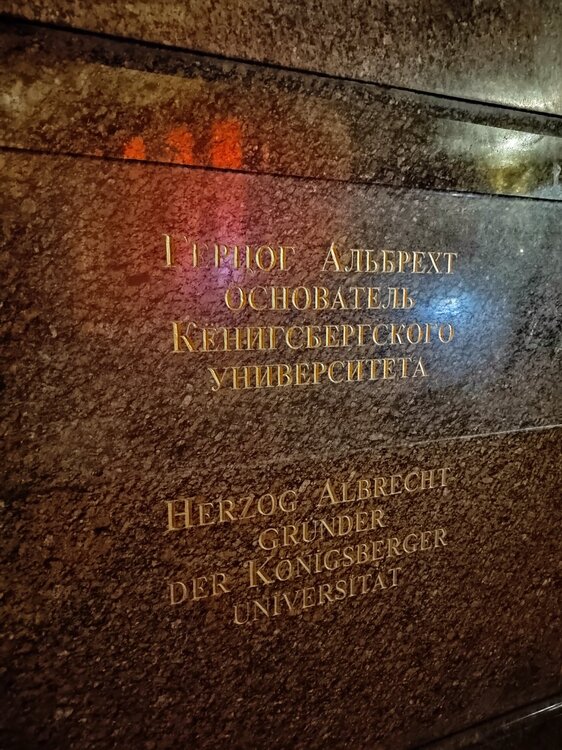 Герцог Альбрехт
основатель
Кенигсбергского
университета
Herzog Albrecht
gründer
der Königsberger
universität